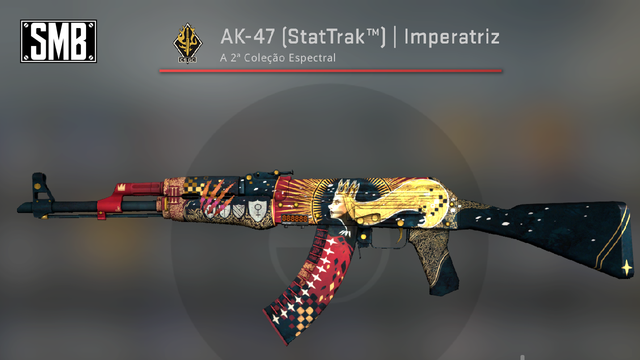 SMB
AK-47 (StatTrak™) | Imperatriz
A 2ª Coleção Espectral